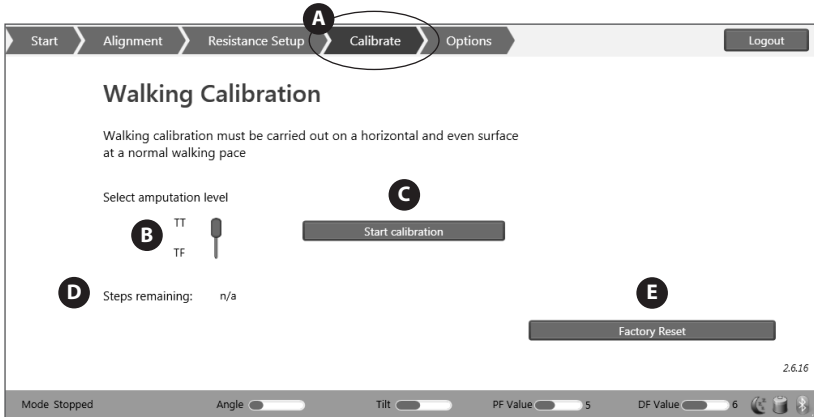 A
Start Alignment Resistance Setup Calibrate Options Logout
Walking Calibration
Walking calibration must be carried out on a horizontal and even surface
at a normal walking pace
Select amputation level
C
B TT
Start calibration
TF
D Steps remaining: n/a
E
Factory Reset
2.6.16
Mode Stopped Angle Tilt PF Value 5 DF Value 6